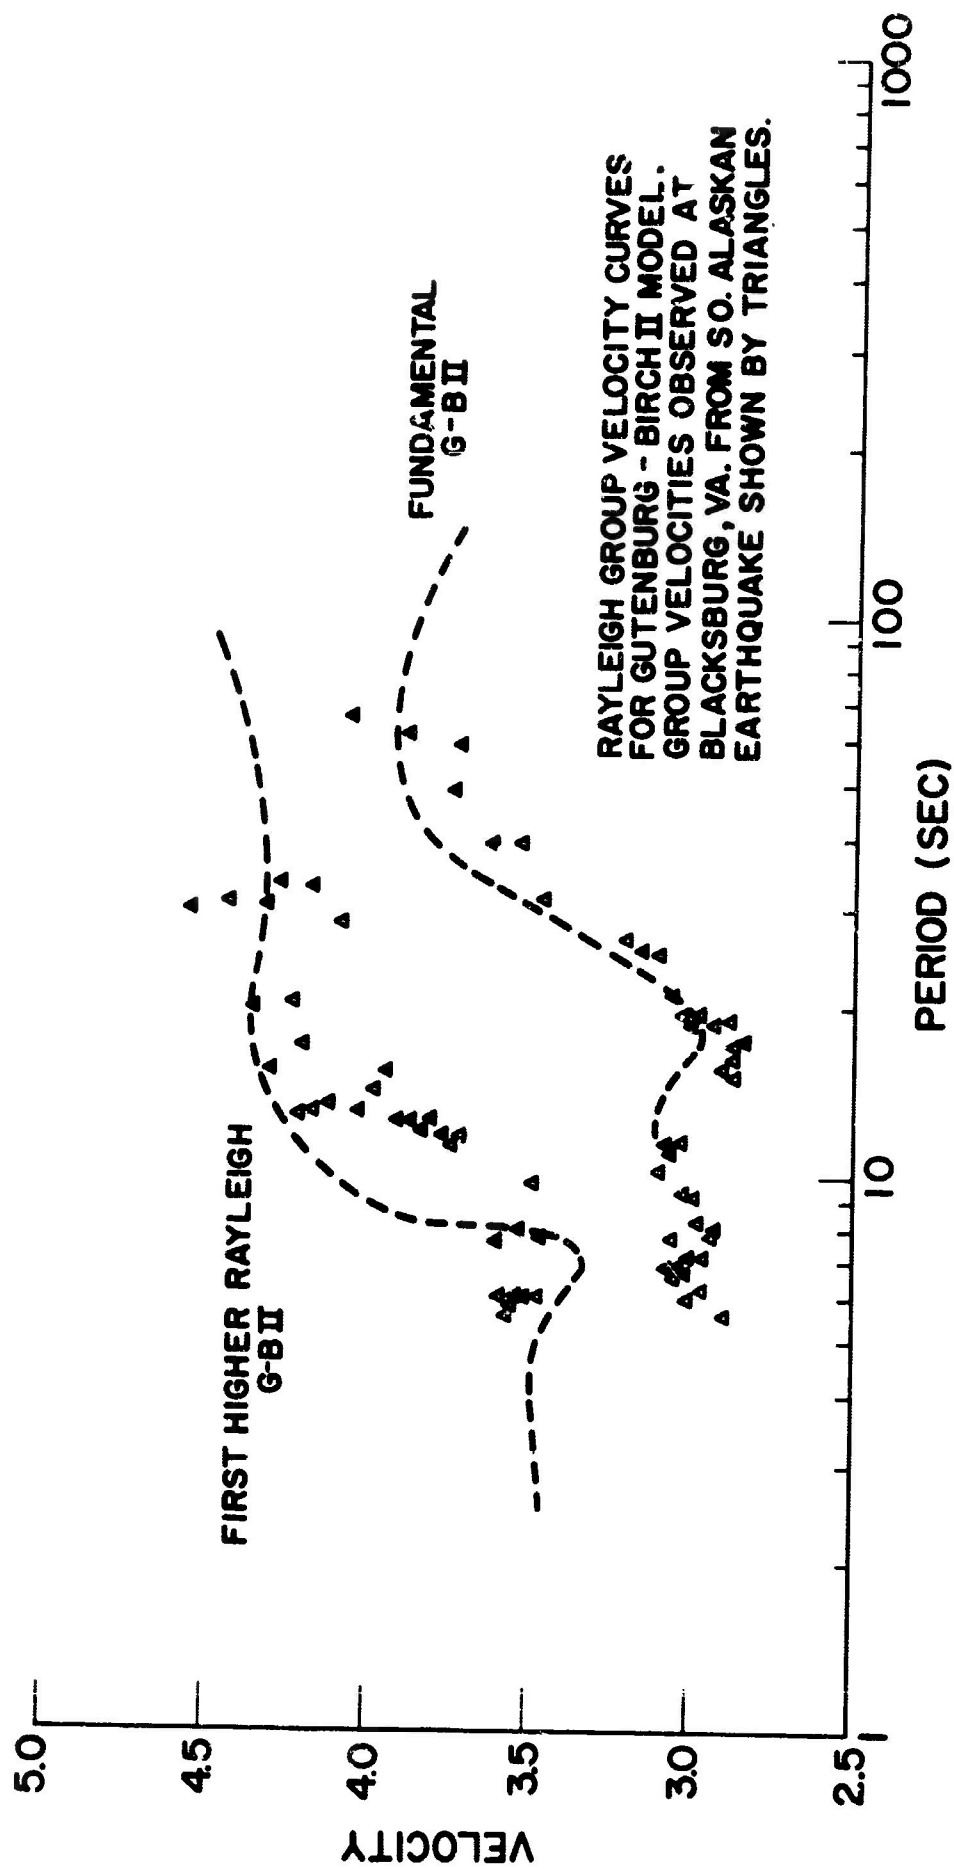 5.0
4.5
4.0
3.5
3.0
2.5
VELOCITY
FIRST HIGHER RAYLEIGH
G-BII
FUNDAMENTAL
G-BII
RAYLEIGH GROUP VELOCITY CURVES
FOR GUTENBURG - BIRCH II MODEL.
GROUP VELOCITIES OBSERVED AT
BLACKSBURG, VA. FROM SO. ALASKAN
EARTHQUAKE SHOWN BY TRIANGLES.
1
10
100
1000
PERIOD (SEC)